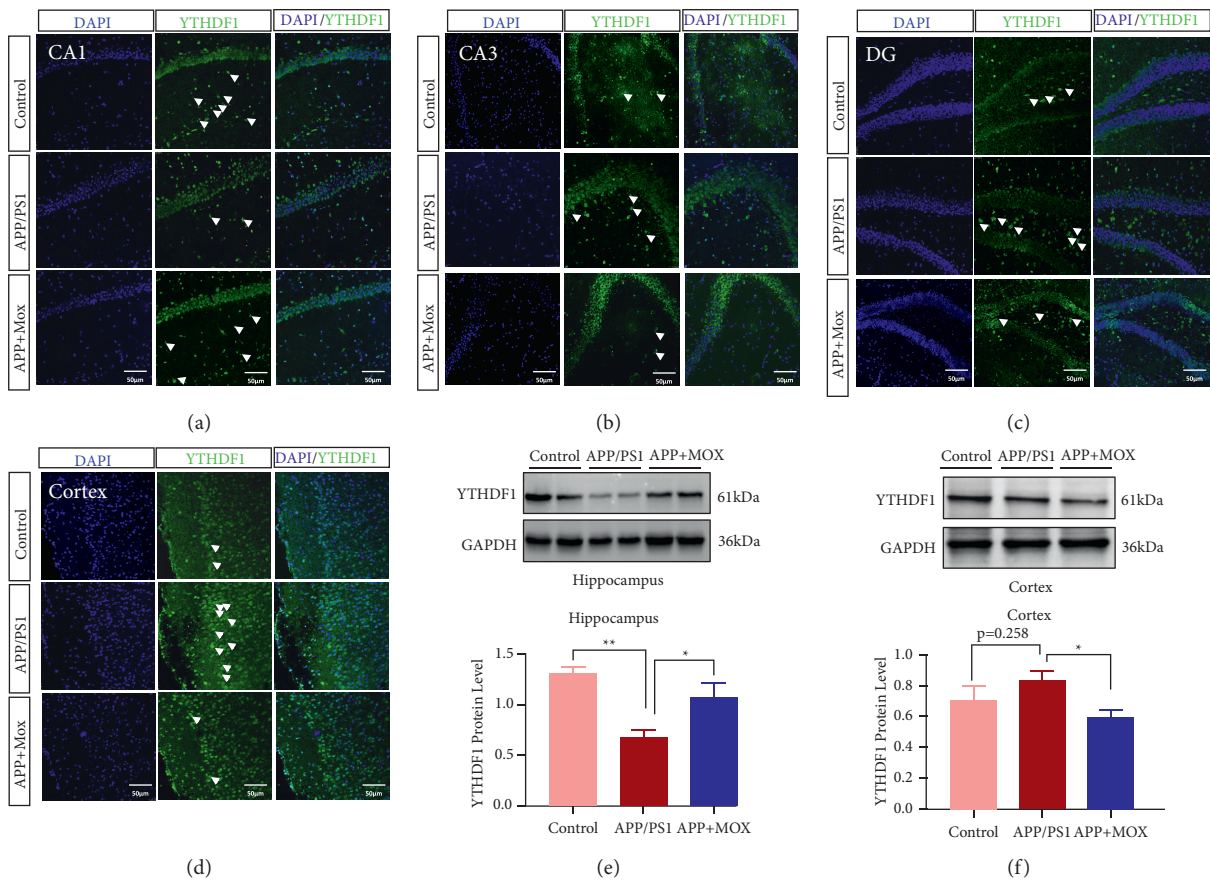 DAPI YTHDF1 DAPI/YTHDF1
CA1
Control
APP/PS1
APP+Mox
50μm 50μm 50μm
(a)
DAPI YTHDF1 DAPI/YTHDF1
CA3
Control
APP/PS1
APP+Mox
50μm 50μm 50μm
(b)
DAPI YTHDF1 DAPI/YTHDF1
DG
Control
APP/PS1
APP+Mox
50μm 50μm 50μm
(c)
DAPI YTHDF1 DAPI/YTHDF1
Cortex
Control
APP/PS1
APP+Mox
50μm 50μm 50μm
(d)
Control APP/PS1 APP+MOX
YTHDF1 61kDa
GAPDH 36kDa
Hippocampus
Hippocampus
** *
YTHDF1 Protein Level
1.5
1.0
0.5
0.0
Control APP/PS1 APP+MOX
(e)
Control APP/PS1 APP+MOX
YTHDF1 61kDa
GAPDH 36kDa
Cortex
Cortex
p=0.258 *
YTHDF1 Protein Level
1.0
0.8
0.6
0.4
0.2
0.0
Control APP/PS1 APP+MOX
(f)